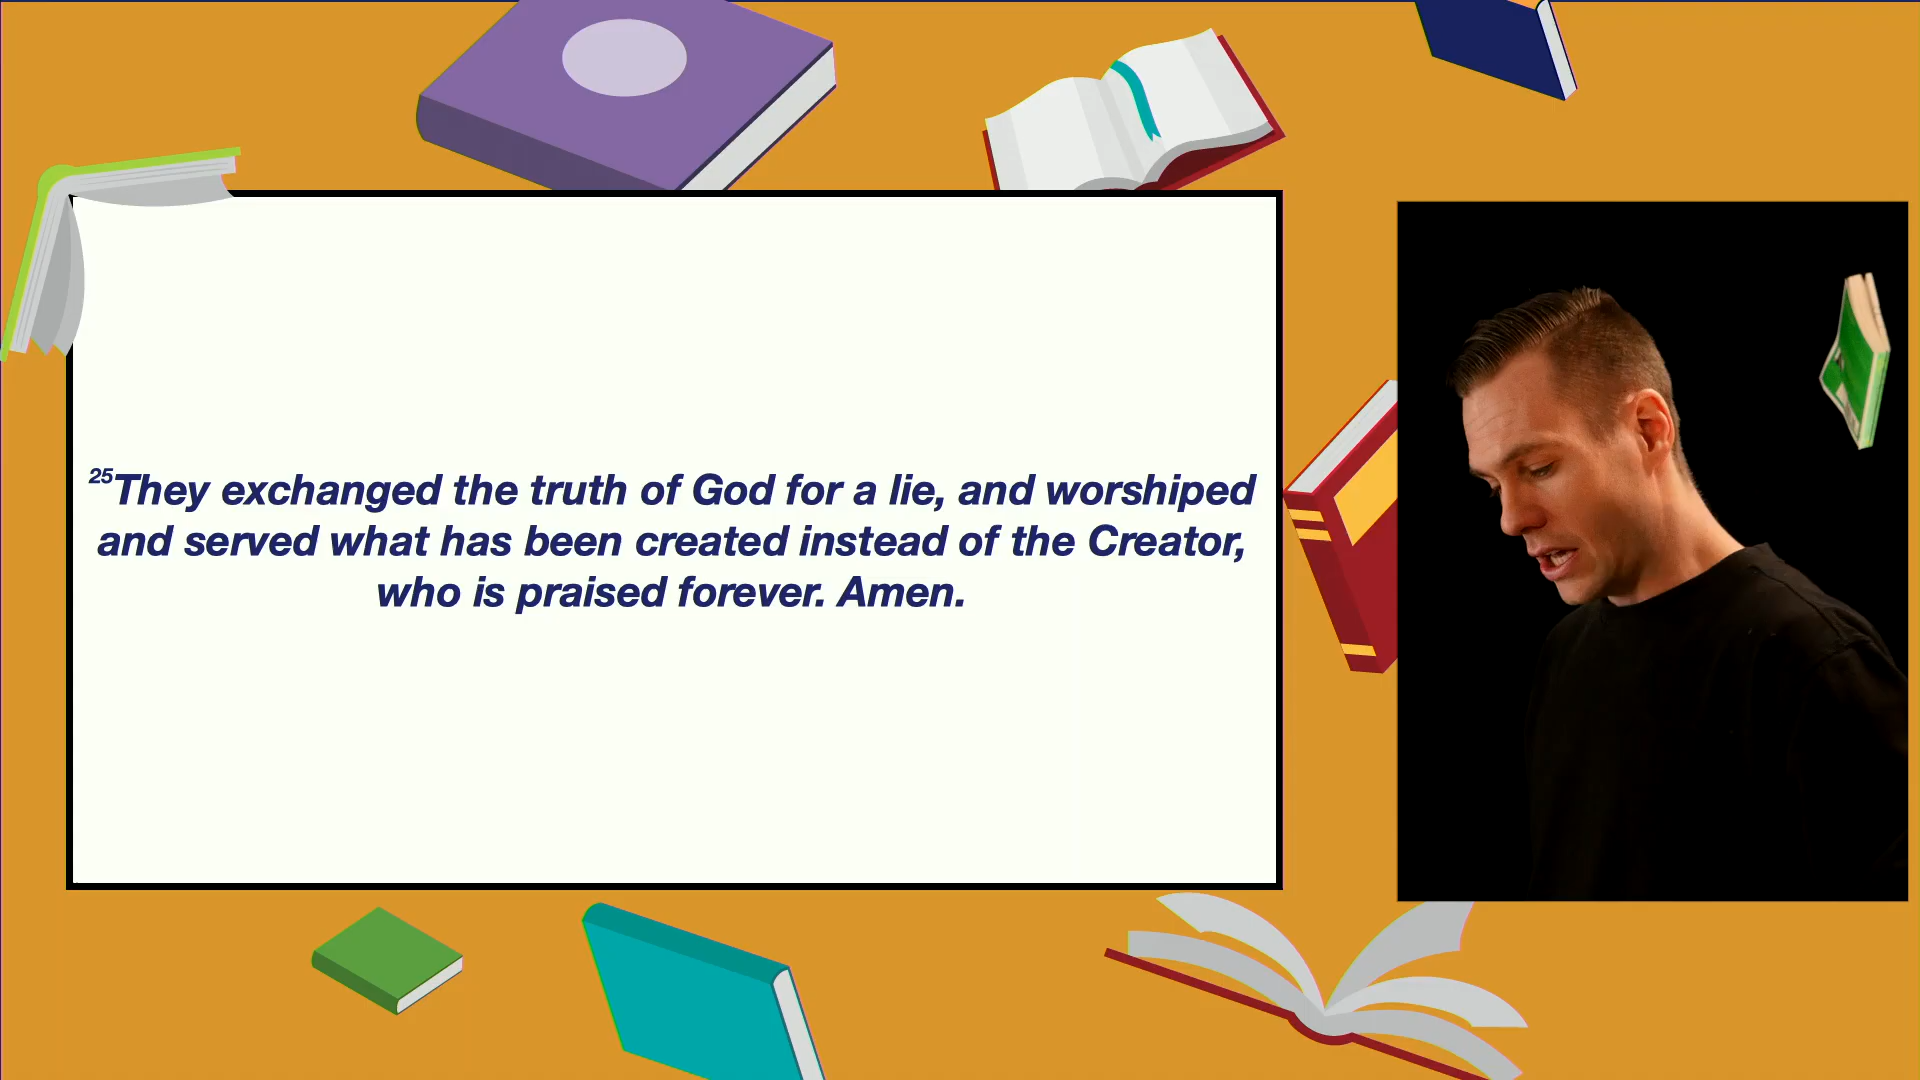 25They exchanged the truth of God for a lie, and worshiped
and served what has been created instead of the Creator,
who is praised forever. Amen.